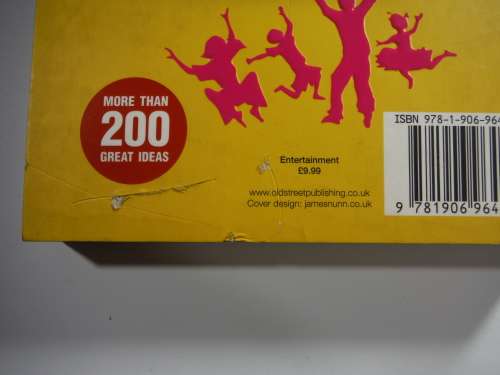 MORE THAN
200
GREAT IDEAS
Entertainment
£9.99
www.oldstreetpublishing.co.uk
Cover design: jamesnunn.co.uk
ISBN 978-1-906-964
9 781906 964